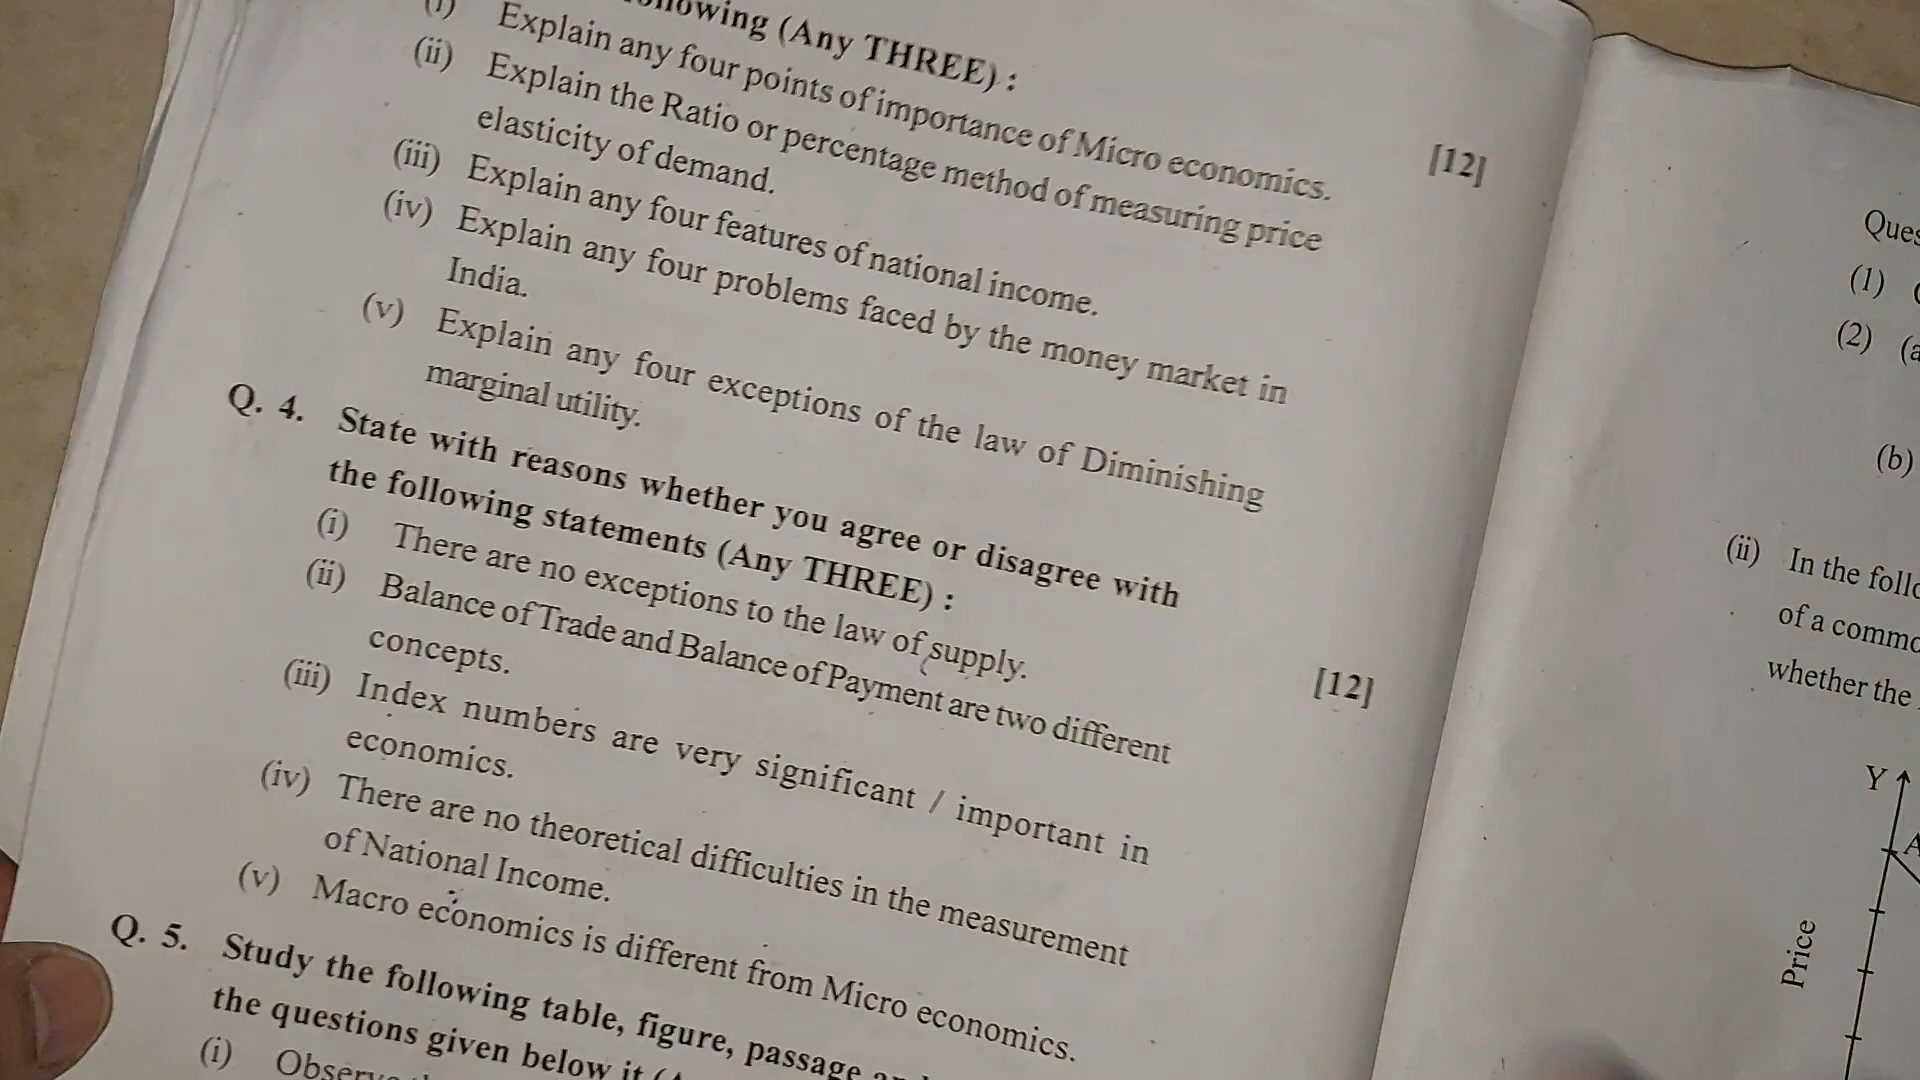 (Any THREE) :
(i) Explain any four points of importance of Micro economics. [12]
(ii) Explain the Ratio or percentage method of measuring price
elasticity of demand.
(iii) Explain any four features of national income.
(iv) Explain any four problems faced by the money market in
India.
(v) Explain any four exceptions of the law of Diminishing
marginal utility.
Q. 4. State with reasons whether you agree or disagree with
the following statements (Any THREE) : [12]
(i) There are no exceptions to the law of supply.
(ii) Balance of Trade and Balance of Payment are two different
concepts.
(iii) Index numbers are very significant / important in
economics.
(iv) There are no theoretical difficulties in the measurement
of National Income.
(v) Macro economics is different from Micro economics.
Q. 5. Study the following table, figure, passage
the questions given below it
(i)
(1)
(2)
(b)
(ii) In the
of a
whether the
Y
A
Price